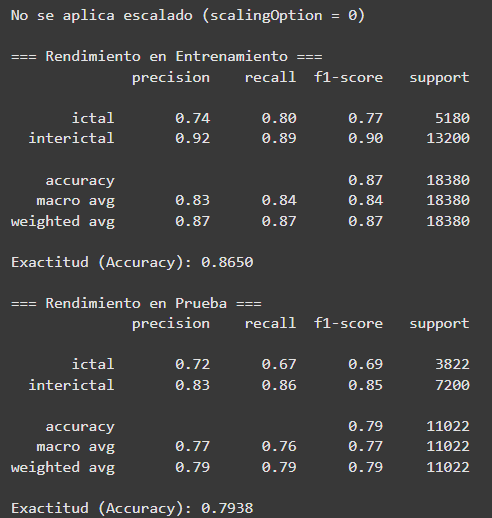 No se aplica escalado (scalingOption = 0)
=== Rendimiento en Entrenamiento ===
precision recall f1-score support
ictal 0.74 0.80 0.77 5180
interictal 0.92 0.89 0.90 13200
accuracy 0.87 18380
macro avg 0.83 0.84 0.84 18380
weighted avg 0.87 0.87 0.87 18380
Exactitud (Accuracy): 0.8650
=== Rendimiento en Prueba ===
precision recall f1-score support
ictal 0.72 0.67 0.69 3822
interictal 0.83 0.86 0.85 7200
accuracy 0.79 11022
macro avg 0.77 0.76 0.77 11022
weighted avg 0.79 0.79 0.79 11022
Exactitud (Accuracy): 0.7938